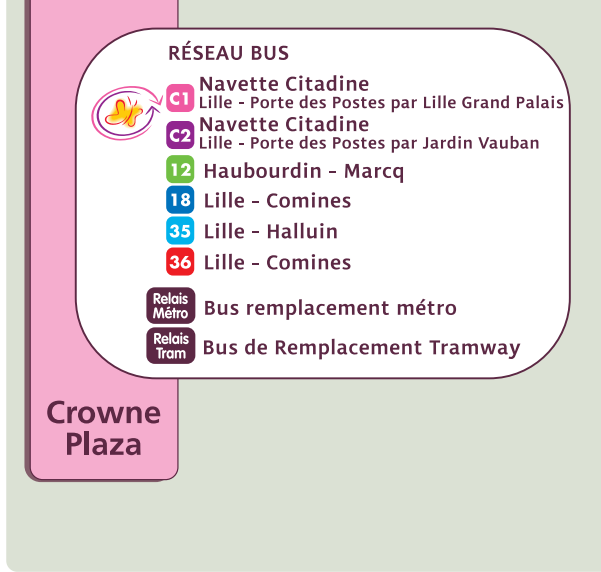 RÉSEAU BUS
C1 Navette Citadine
Lille - Porte des Postes par Lille Grand Palais
C2 Navette Citadine
Lille - Porte des Postes par Jardin Vauban
12 Haubourdin - Marcq
18 Lille - Comines
35 Lille - Halluin
36 Lille - Comines
Relais
Métro Bus remplacement métro
Relais
Tram Bus de Remplacement Tramway
Crowne
Plaza